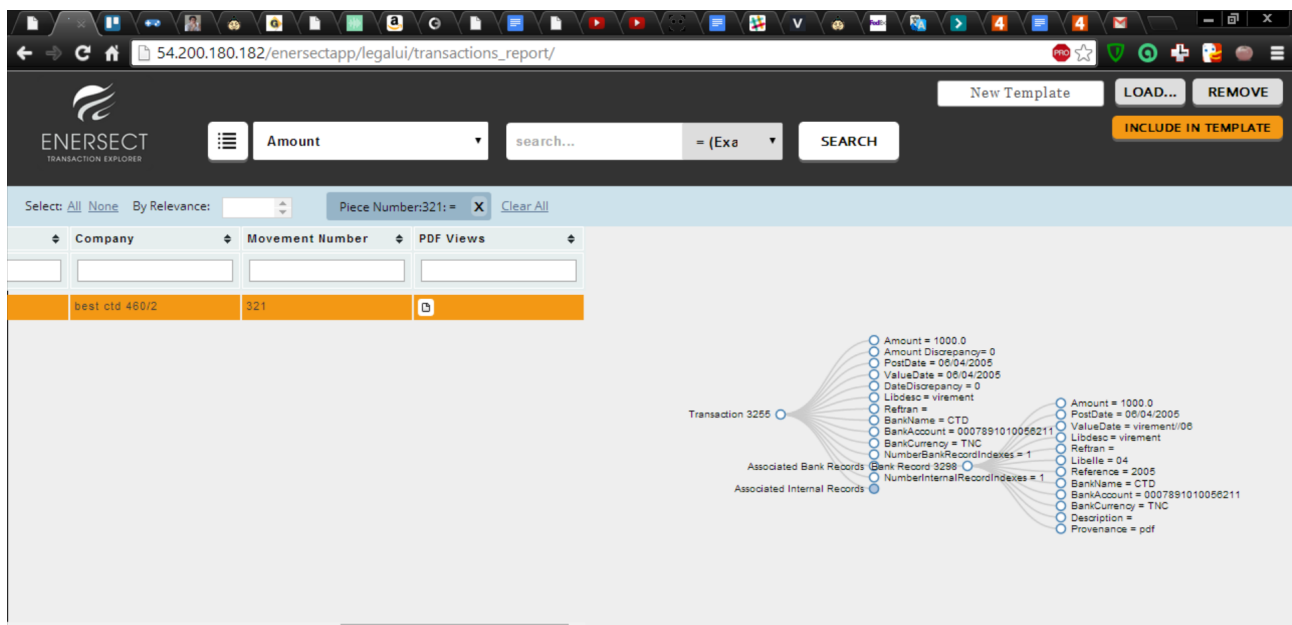 54.200.180.182/enersectapp/legalui/transactions_report/
New Template
LOAD...
REMOVE
INCLUDE IN TEMPLATE
ENERSECT
TRANSACTION EXPLORER
Amount
search...
= (Exa
SEARCH
Select: All None By Relevance:
Piece Number:321: = X
Clear All
Company
Movement Number
PDF Views
best ctd 460/2
321
Transaction 3255
Amount = 1000.0
Amount Discrepancy= 0
PostDate = 06/04/2005
ValueDate = 06/04/2005
DateDiscrepancy = 0
Libdesc = virement
Reftran =
BankName = CTD
BankAccount = 0007891010056211
BankCurrency = TNC
NumberBankRecordIndexes = 1
Associated Bank Records
Bank Record 3298
NumberInternalRecordIndexes = 1
Associated Internal Records
Amount = 1000.0
PostDate = 06/04/2005
ValueDate = virement//06
Libdesc = virement
Reftran =
Libelle = 04
Reference = 2005
BankName = CTD
BankAccount = 0007891010056211
BankCurrency = TNC
Description =
Provenance = pdf